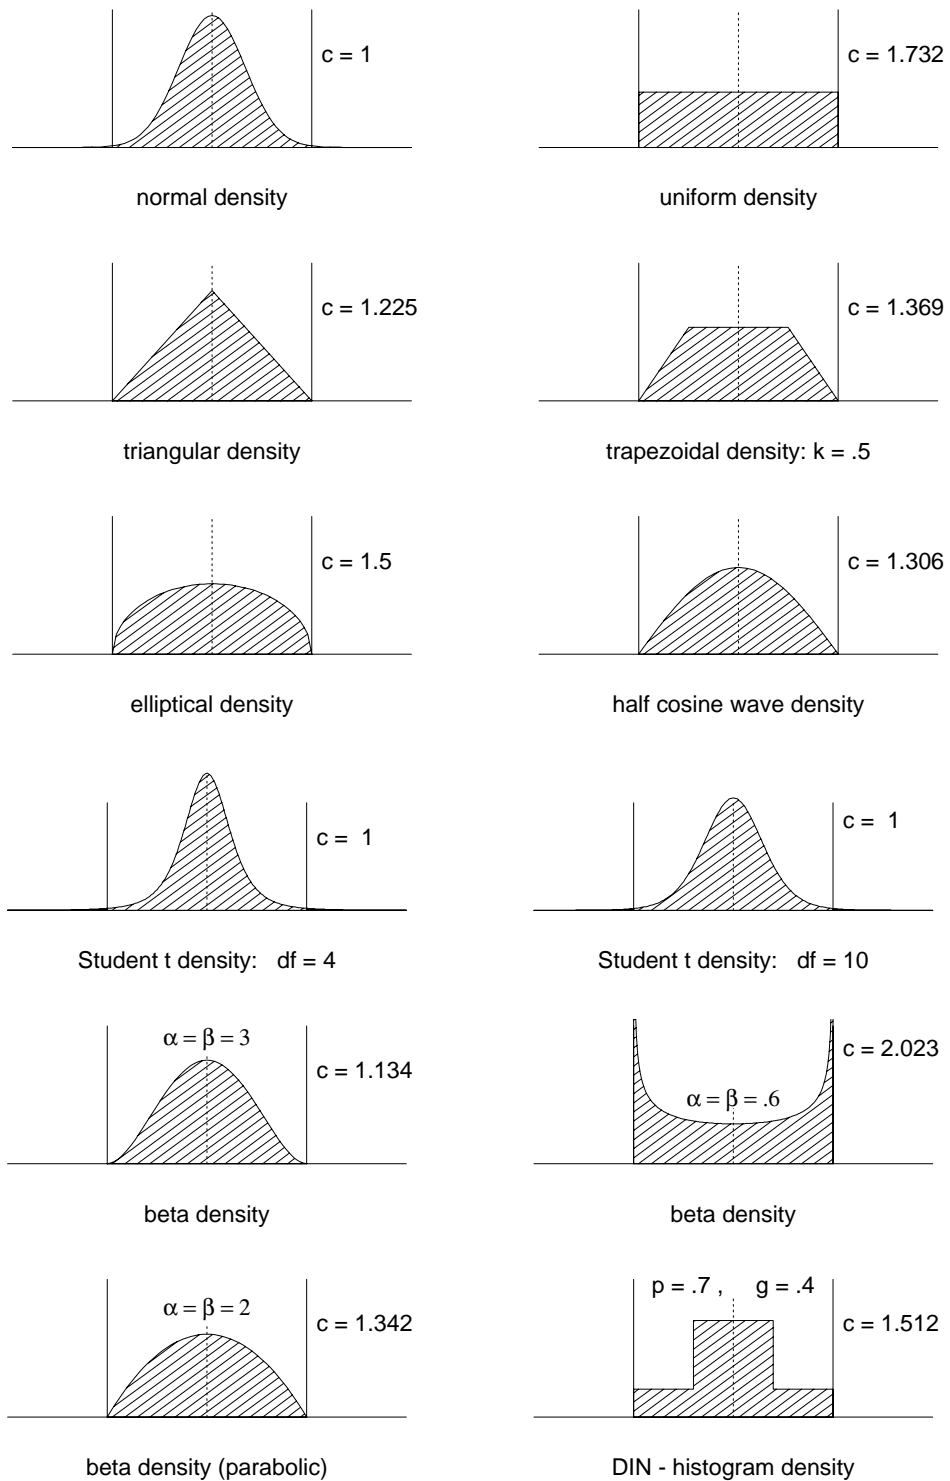 c = 1
normal density
c = 1.732
uniform density
c = 1.225
triangular density
c = 1.369
trapezoidal density: k = .5
c = 1.5
elliptical density
c = 1.306
half cosine wave density
c = 1
Student t density: df = 4
c = 1
Student t density: df = 10
α = β = 3
c = 1.134
beta density
c = 2.023
α = β = .6
beta density
α = β = 2
c = 1.342
beta density (parabolic)
p = .7 , g = .4
c = 1.512
DIN - histogram density